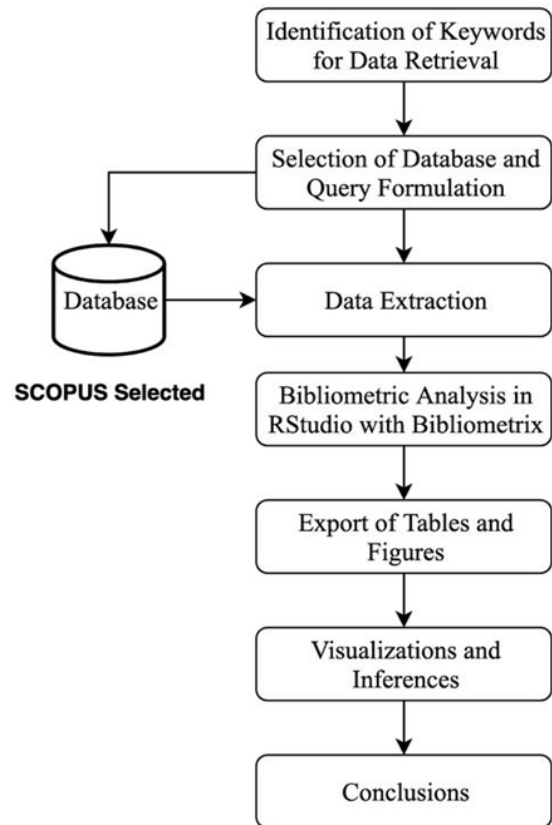 Identification of Keywords
for Data Retrieval
Selection of Database and
Query Formulation
Database
SCOPUS Selected
Data Extraction
Bibliometric Analysis in
RStudio with Bibliometrix
Export of Tables and
Figures
Visualizations and
Inferences
Conclusions